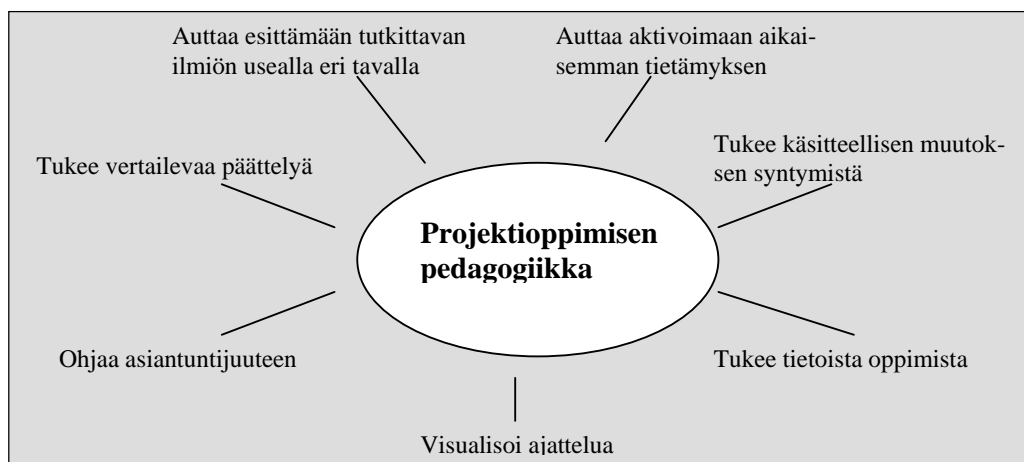 Auttaa esittämään tutkittavan
ilmiön usealla eri tavalla
Auttaa aktivoimaan aikai-
semman tietämyksen
Tukee vertailevaa päättelyä
Tukee käsitteellisen muutok-
sen syntymistä
Projektioppimisen
pedagogiikka
Ohjaa asiantuntijuuteen
Tukee tietoista oppimista
Visualisoi ajattelua